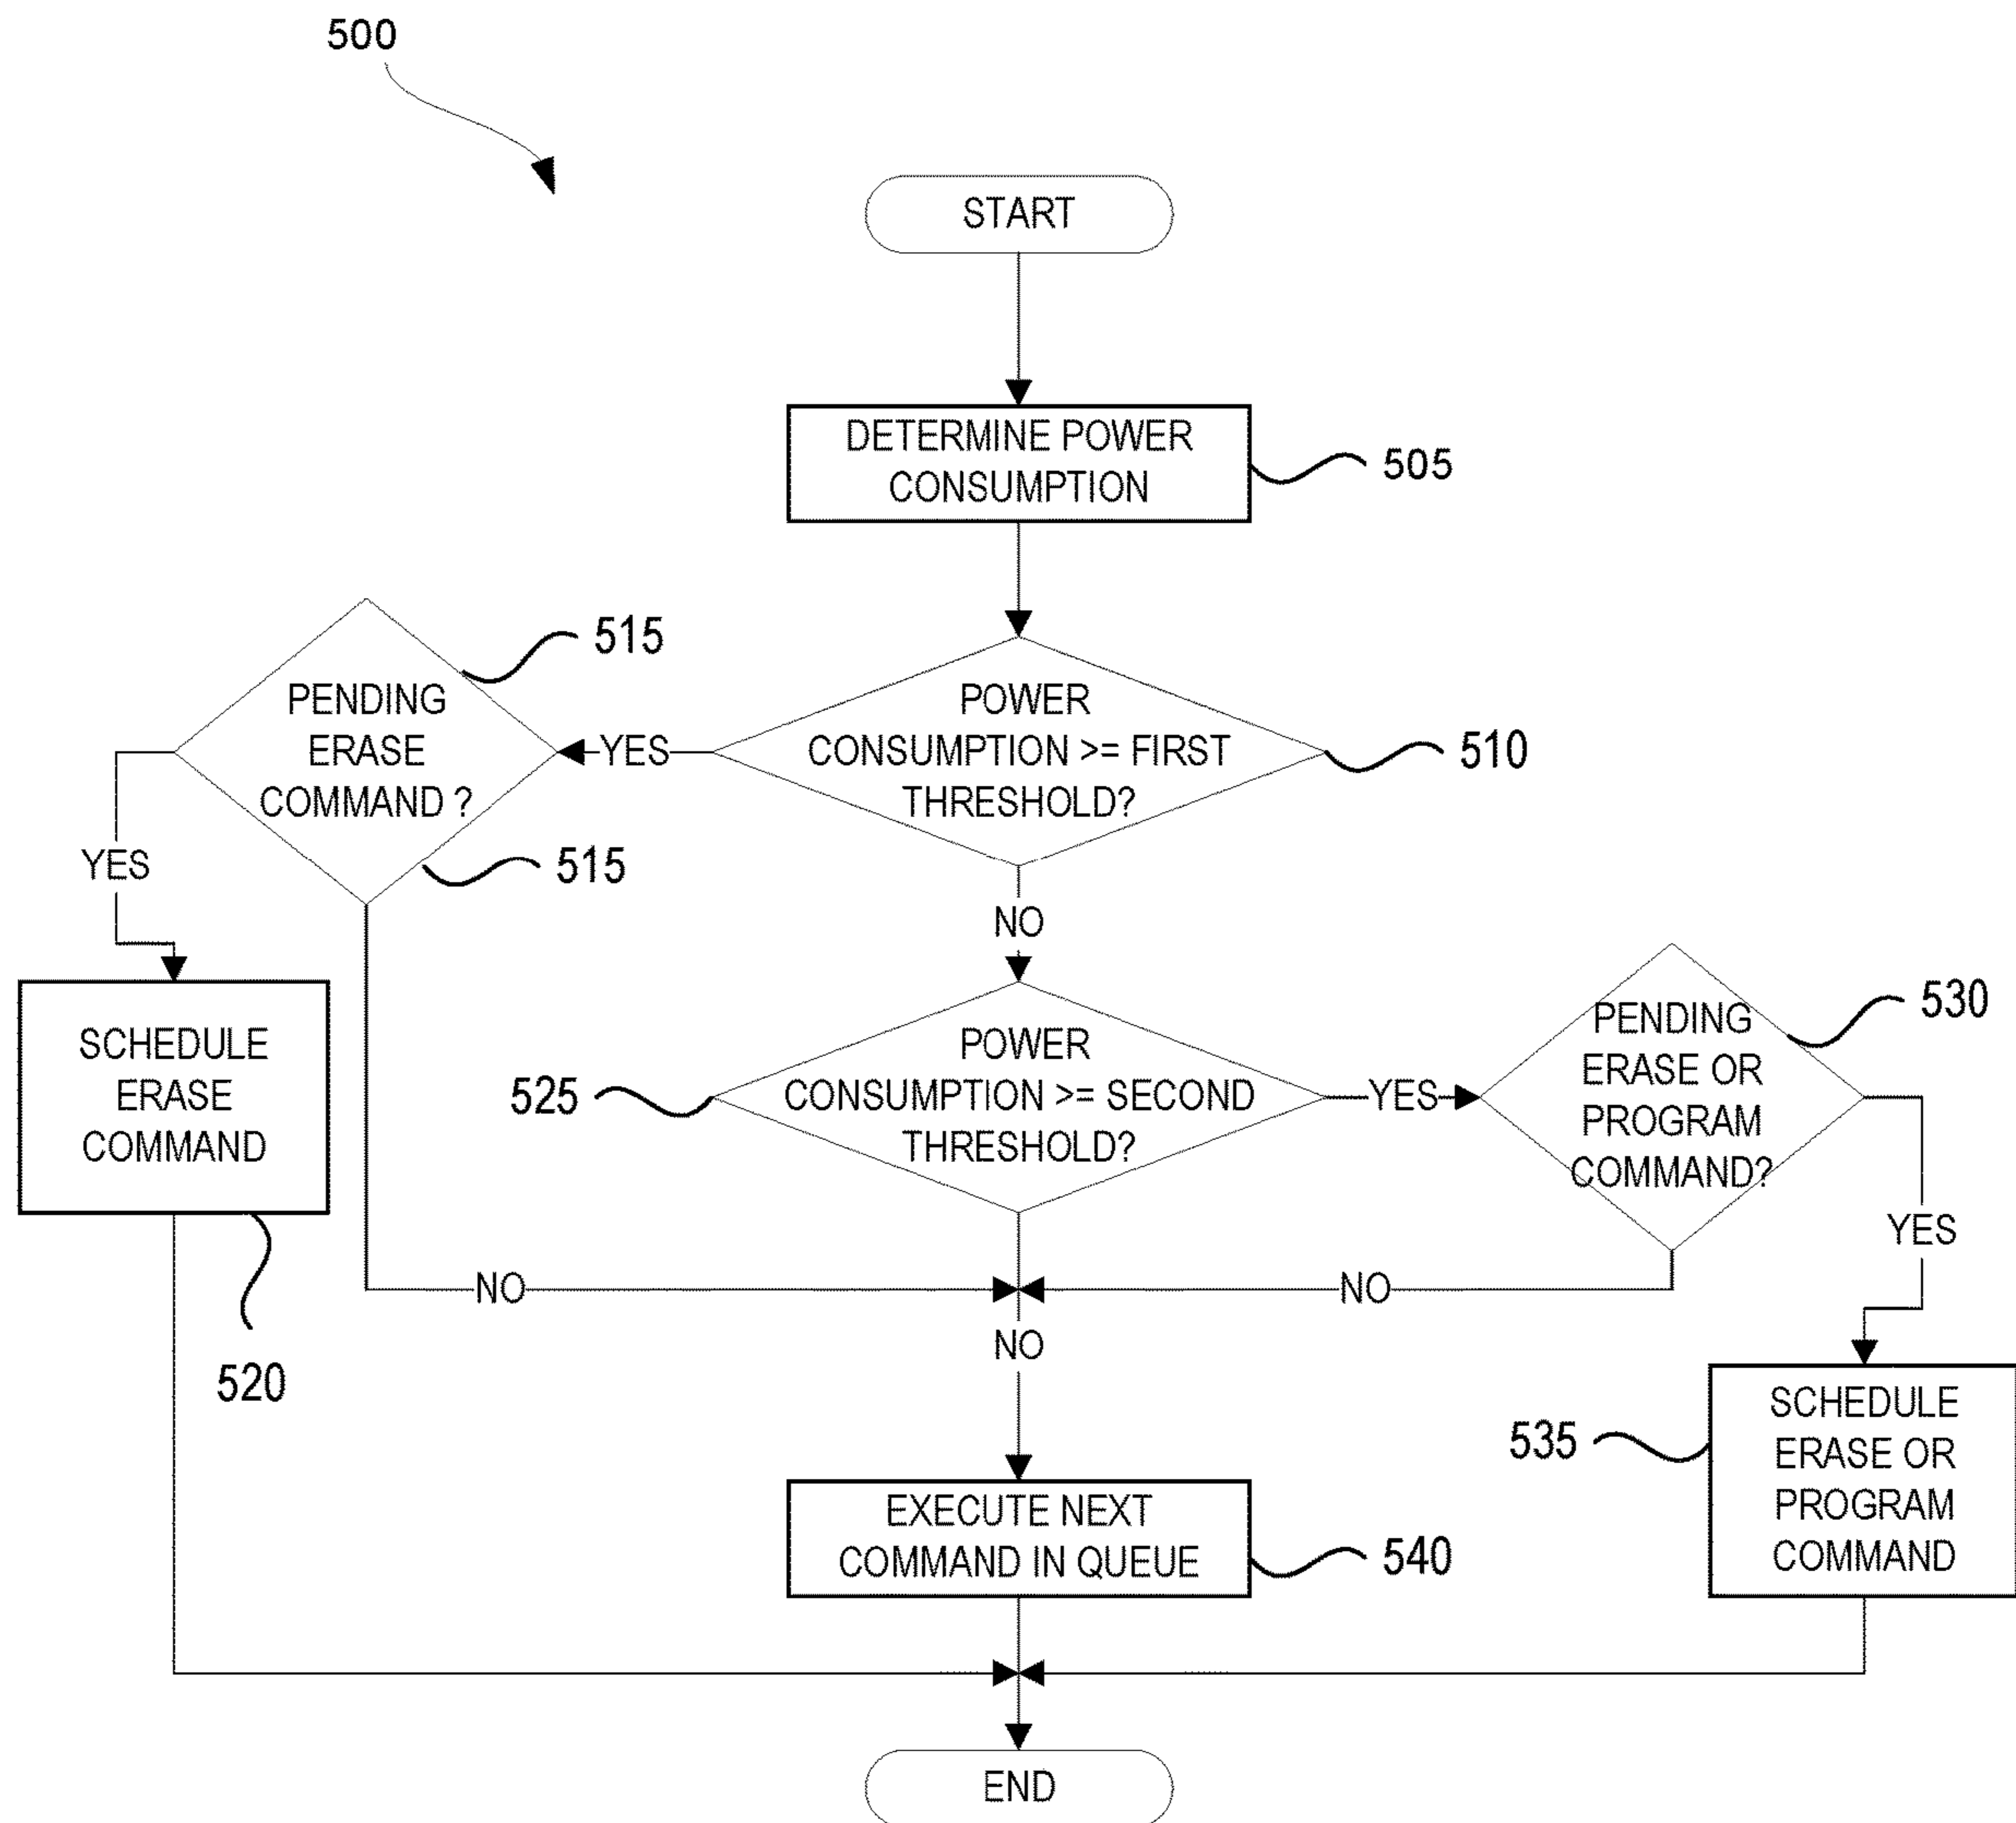 500
START
DETERMINE POWER
CONSUMPTION
505
515
PENDING
ERASE
COMMAND ?
515
YES
POWER
CONSUMPTION >= FIRST
THRESHOLD?
510
YES
NO
SCHEDULE
ERASE
COMMAND
520
525
POWER
CONSUMPTION >= SECOND
THRESHOLD?
YES
PENDING
ERASE OR
PROGRAM
COMMAND?
530
YES
NO
NO
NO
535
SCHEDULE
ERASE OR
PROGRAM
COMMAND
EXECUTE NEXT
COMMAND IN QUEUE
540
END